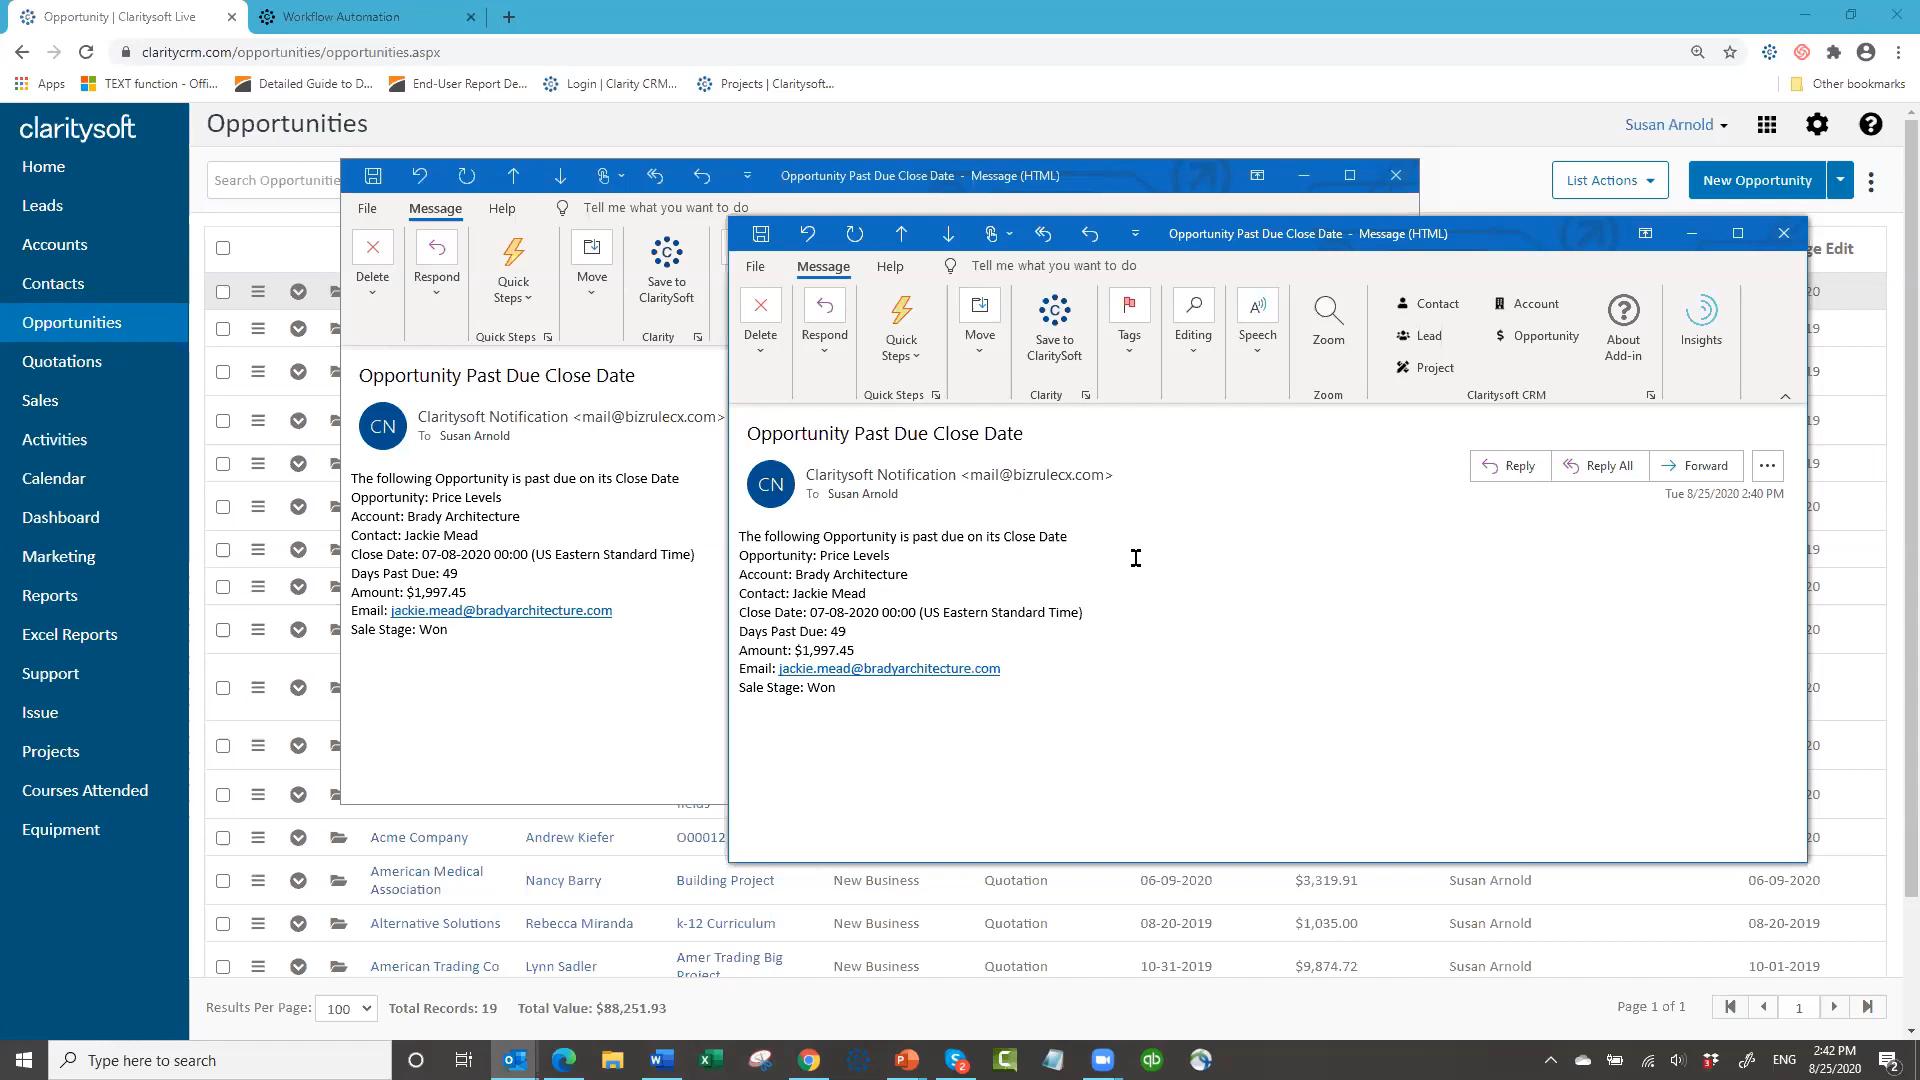 Opportunity | Claritysoft Live
Workflow Automation
claritycrm.com/opportunities/opportunities.aspx
Apps
TEXT function - Offi...
Detailed Guide to D...
End-User Report De...
Login | Clarity CRM...
Projects | Claritysoft...
Other bookmarks
claritysoft
Opportunities
Susan Arnold
Home
Leads
Accounts
Contacts
Opportunities
Quotations
Sales
Activities
Calendar
Dashboard
Marketing
Reports
Excel Reports
Support
Issue
Projects
Courses Attended
Equipment
Search Opportunitie
List Actions
New Opportunity
Opportunity Past Due Close Date - Message (HTML)
File
Message
Help
Tell me what you want to do
Delete
Respond
Quick Steps
Move
Save to ClaritySoft
Quick Steps
Clarity
Opportunity Past Due Close Date
CN
Claritysoft Notification <mail@bizrulecx.com>
To Susan Arnold
The following Opportunity is past due on its Close Date
Opportunity: Price Levels
Account: Brady Architecture
Contact: Jackie Mead
Close Date: 07-08-2020 00:00 (US Eastern Standard Time)
Days Past Due: 49
Amount: $1,997.45
Email: jackie.mead@bradyarchitecture.com
Sale Stage: Won
Opportunity Past Due Close Date - Message (HTML)
File
Message
Help
Tell me what you want to do
Delete
Respond
Quick Steps
Move
Save to ClaritySoft
Tags
Editing
Speech
Zoom
Contact
Account
Lead
Opportunity
Project
About Add-in
Insights
Quick Steps
Clarity
Zoom
Claritysoft CRM
Opportunity Past Due Close Date
CN
Claritysoft Notification <mail@bizrulecx.com>
To Susan Arnold
Reply
Reply All
Forward
Tue 8/25/2020 2:40 PM
The following Opportunity is past due on its Close Date
Opportunity: Price Levels
Account: Brady Architecture
Contact: Jackie Mead
Close Date: 07-08-2020 00:00 (US Eastern Standard Time)
Days Past Due: 49
Amount: $1,997.45
Email: jackie.mead@bradyarchitecture.com
Sale Stage: Won
Edit
20
19
19
19
19
19
19
20
20
20
20
Acme Company Andrew Kiefer O00012
American Medical Association Nancy Barry Building Project New Business Quotation 06-09-2020 $3,319.91 Susan Arnold 06-09-2020
Alternative Solutions Rebecca Miranda k-12 Curriculum New Business Quotation 08-20-2019 $1,035.00 Susan Arnold 08-20-2019
American Trading Co Lynn Sadler Amer Trading Big Project New Business Quotation 10-31-2019 $9,874.72 Susan Arnold 10-01-2019
Results Per Page: 100 Total Records: 19 Total Value: $88,251.93
Page 1 of 1
1
Type here to search
ENG
2:42 PM
8/25/2020
2
2